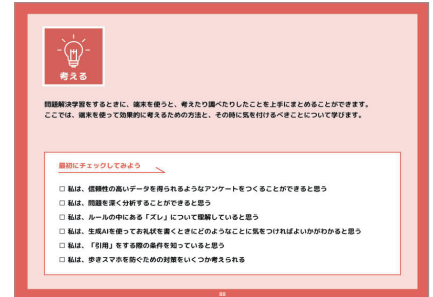 考える
問題解決学習をするときに、端末を使うと、考えたり調べたりしたことを上手にまとめることができます。
ここでは、端末を使って効果的に考えるための方法と、その時に気を付けるべきことについて学びます。
最初にチェックしてみよう
□ 私は、信頼性の高いデータを得られるようなアンケートをつくることができると思う
□ 私は、問題を深く分析することができると思う
□ 私は、ルールの中にある「ズレ」について理解していると思う
□ 私は、生成AIを使ってお礼状を書くときにどのようなことに気をつければよいかがわかると思う
□ 私は、「引用」をする際の条件を知っていると思う
□ 私は、歩きスマホを防ぐための対策をいくつか考えられる